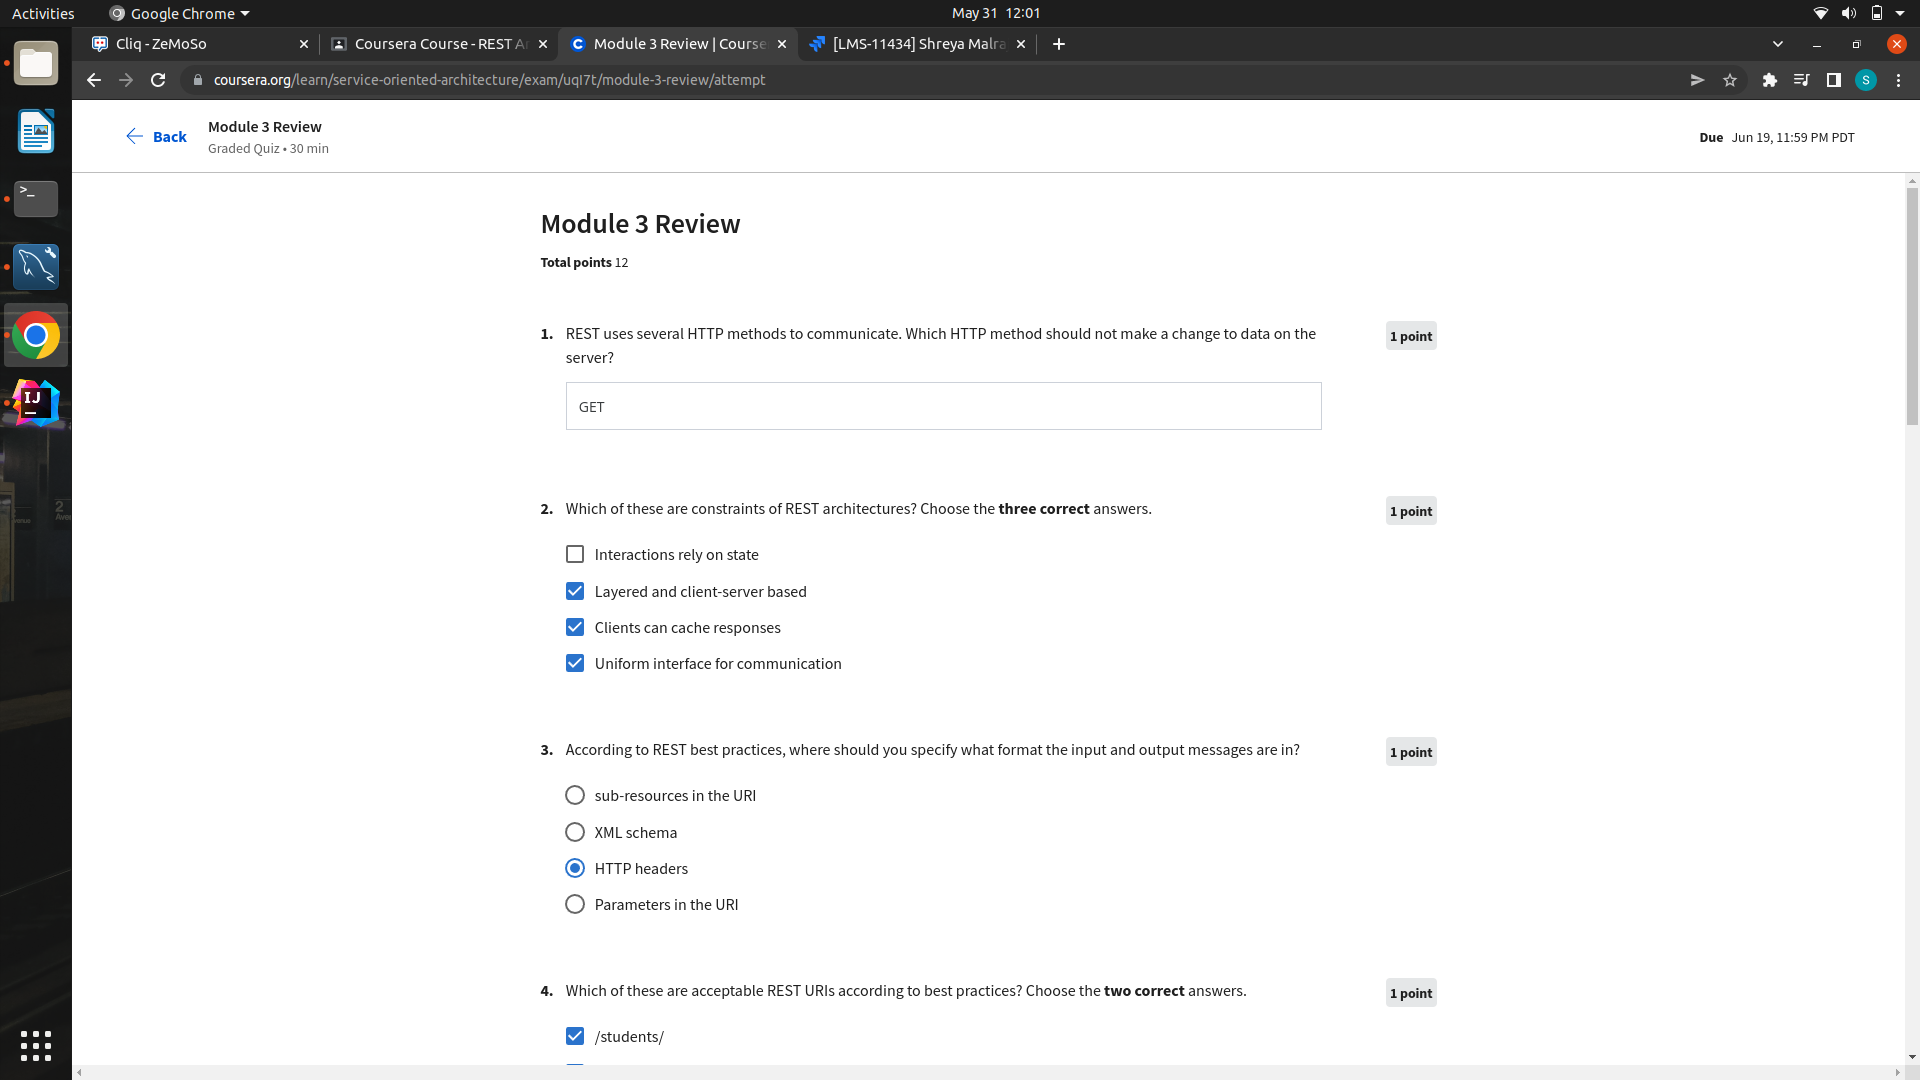 Activities
Google Chrome
May 31 12:01
Cliq - ZeMoSo
Coursera Course - REST A
Module 3 Review | Course
[LMS-11434] Shreya Malra
coursera.org/learn/service-oriented-architecture/exam/uqI7t/module-3-review/attempt
S
Back
Module 3 Review
Graded Quiz • 30 min
Due Jun 19, 11:59 PM PDT
Module 3 Review
Total points 12
1. REST uses several HTTP methods to communicate. Which HTTP method should not make a change to data on the
server?
1 point
GET
2. Which of these are constraints of REST architectures? Choose the three correct answers.
1 point
Interactions rely on state
Layered and client-server based
Clients can cache responses
Uniform interface for communication
3. According to REST best practices, where should you specify what format the input and output messages are in?
1 point
sub-resources in the URI
XML schema
HTTP headers
Parameters in the URI
4. Which of these are acceptable REST URIs according to best practices? Choose the two correct answers.
1 point
/students/
>_
IJ
2